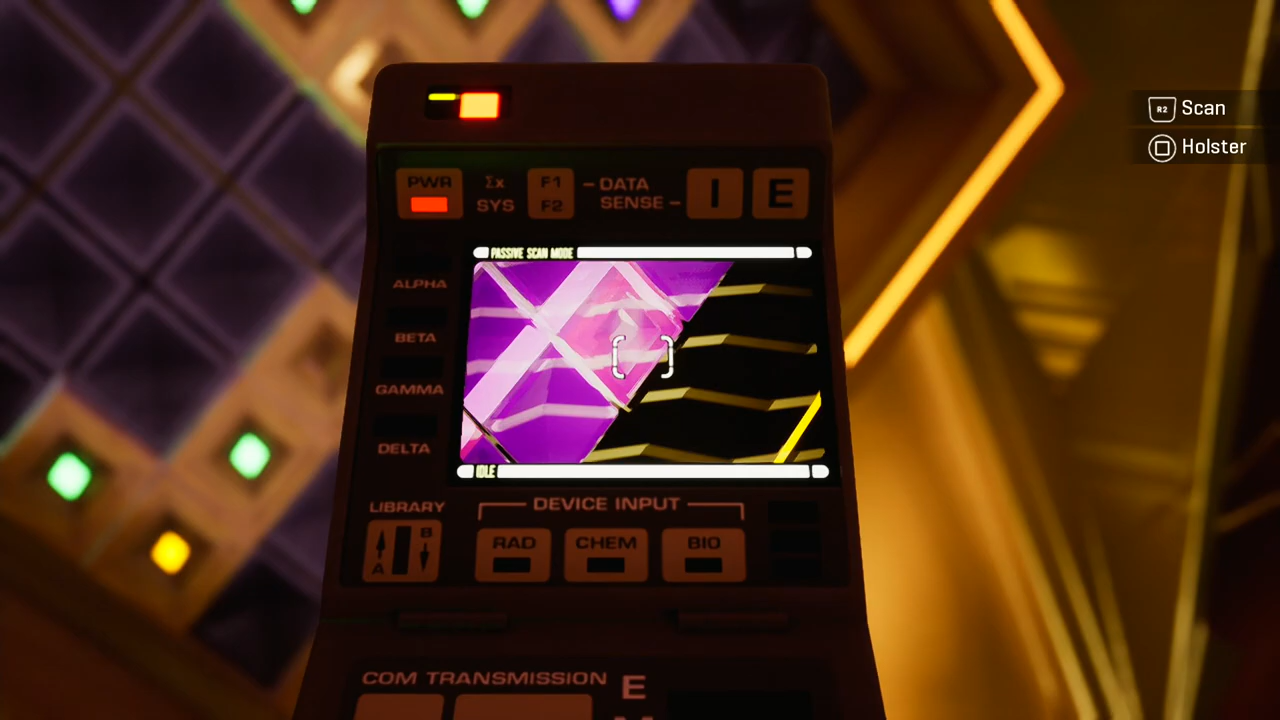 R2 Scan
Holster
PWR
Σx
SYS
F1
F2
– DATA
SENSE –
I
E
PASSIVE SCAN MODE
ALPHA
BETA
GAMMA
DELTA
IDLE
LIBRARY
A
B
DEVICE INPUT
RAD
CHEM
BIO
COM TRANSMISSION
E